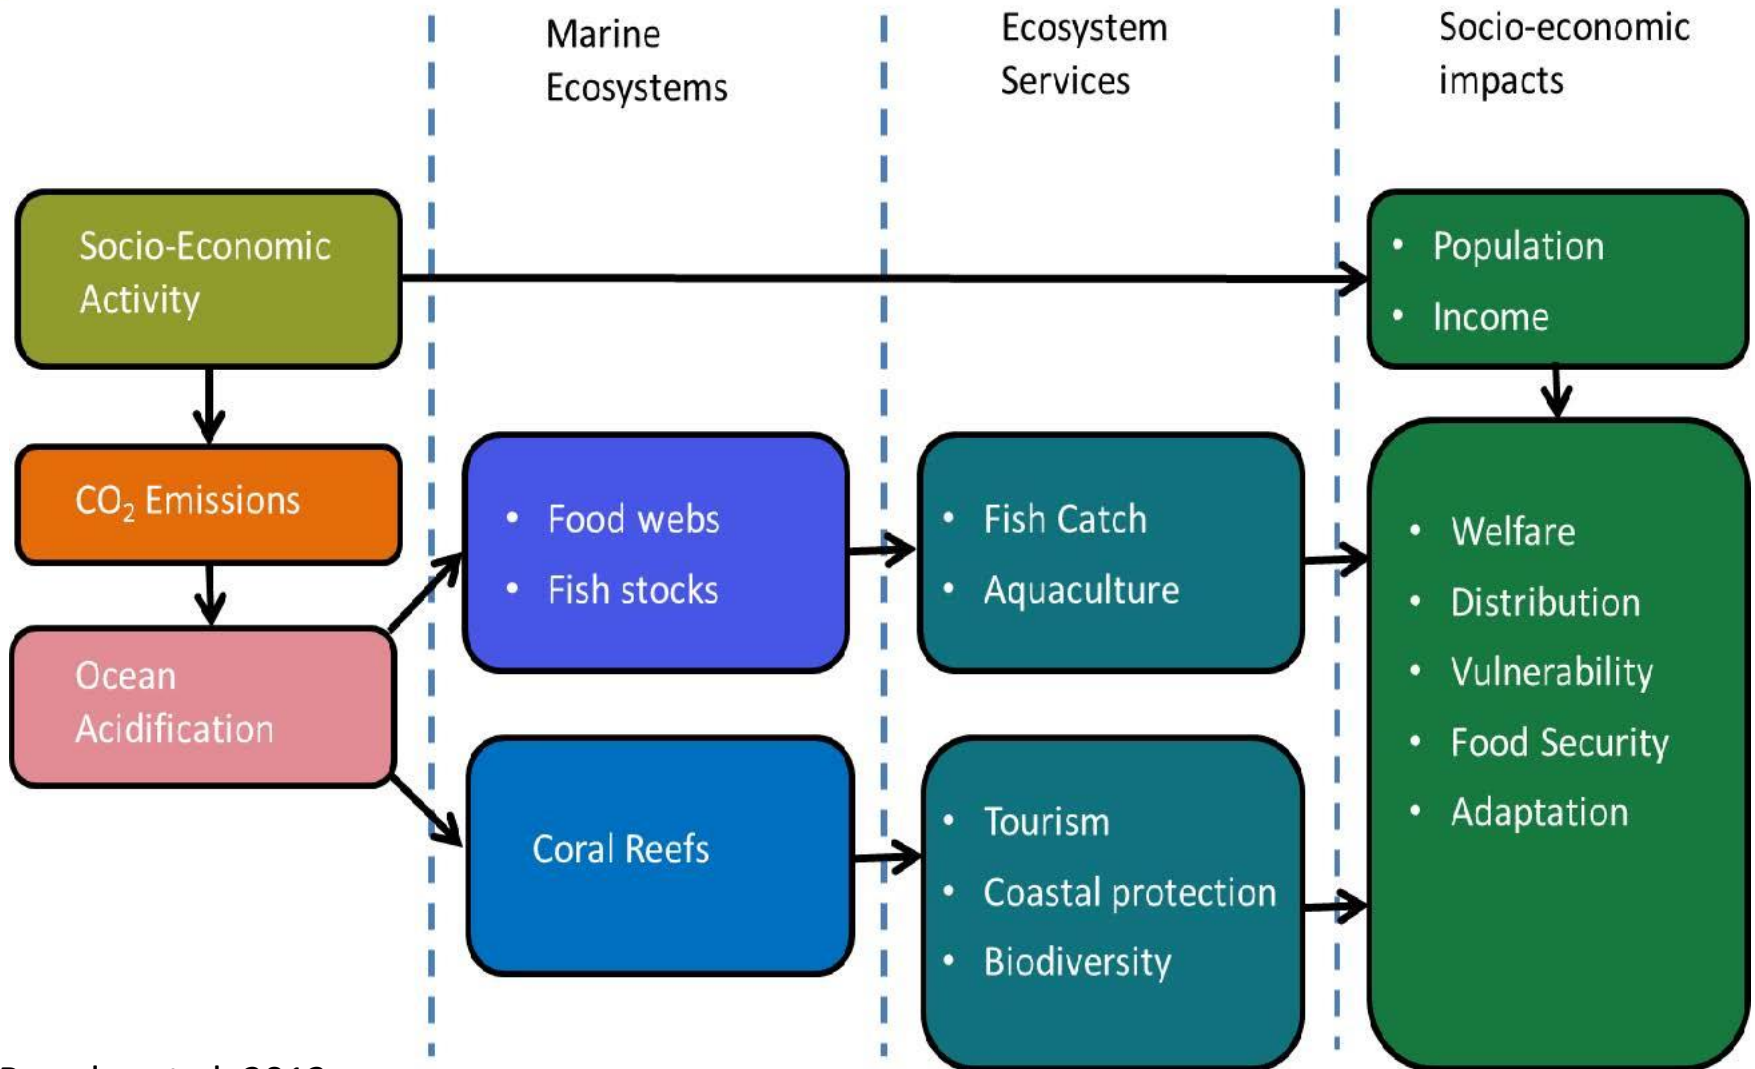 Marine
Ecosystems
Ecosystem
Services
Socio-economic
impacts
Socio-Economic
Activity
• Population
• Income
CO₂ Emissions
• Food webs
• Fish stocks
• Fish Catch
• Aquaculture
• Welfare
• Distribution
• Vulnerability
• Food Security
• Adaptation
Ocean
Acidification
Coral Reefs
• Tourism
• Coastal protection
• Biodiversity